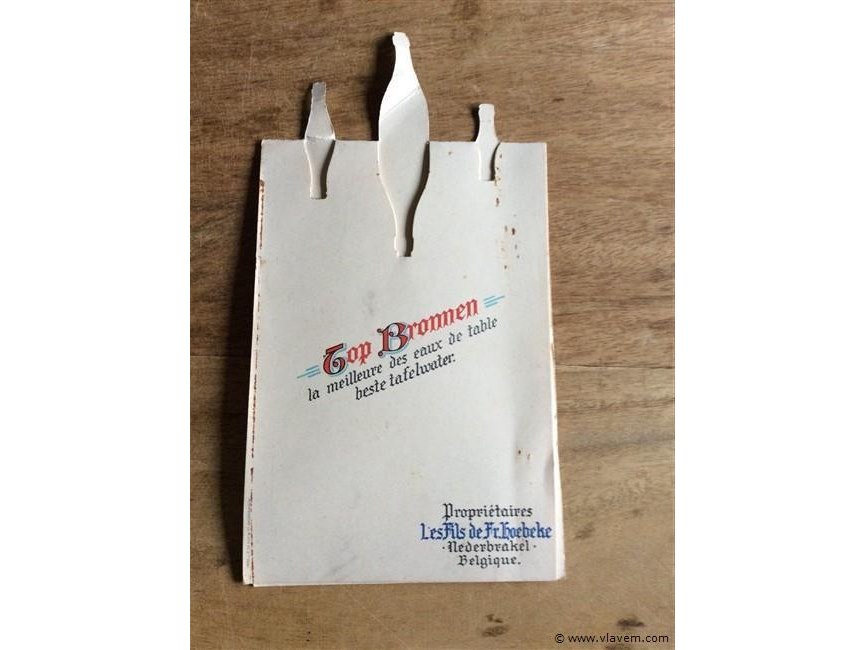 Top Bronnen
la meilleure des eaux de table
beste tafelwater.
Propriétaires
Les Fils de Fr. Hoebeke
·Nederbrakel·
Belgique.
© www.vlavem.com